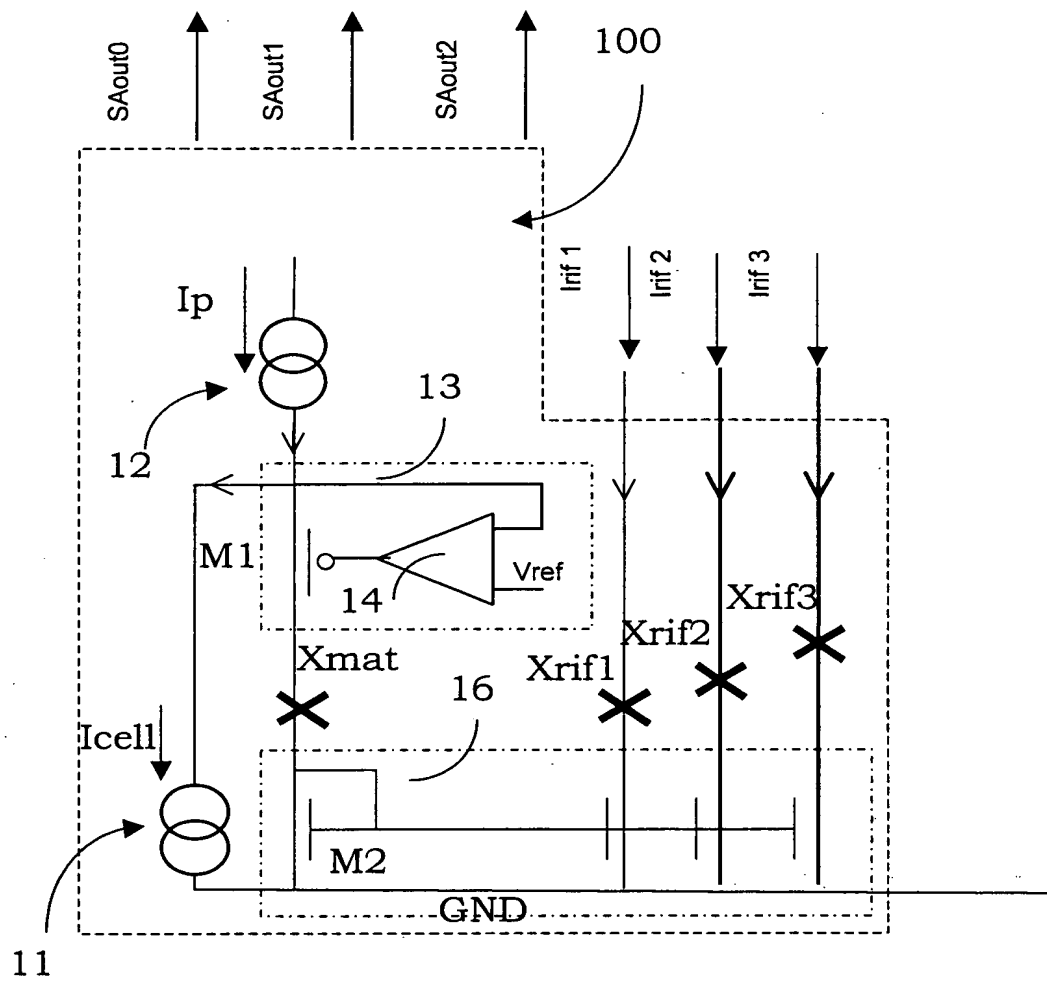 SAout0
SAout1
SAout2
100
Irif 1
Irif 2
Irif 3
Ip
12
13
M1
14
Vref
Xmat
Xrif1
Xrif2
Xrif3
16
Icell
M2
GND
11